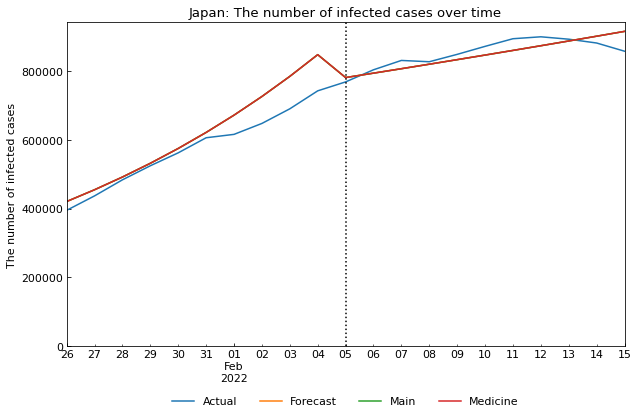 Japan: The number of infected cases over time
The number of infected cases
800000
600000
400000
200000
0
26 27 28 29 30 31 01 02 03 04 05 06 07 08 09 10 11 12 13 14 15
Feb
2022
Actual Forecast Main Medicine